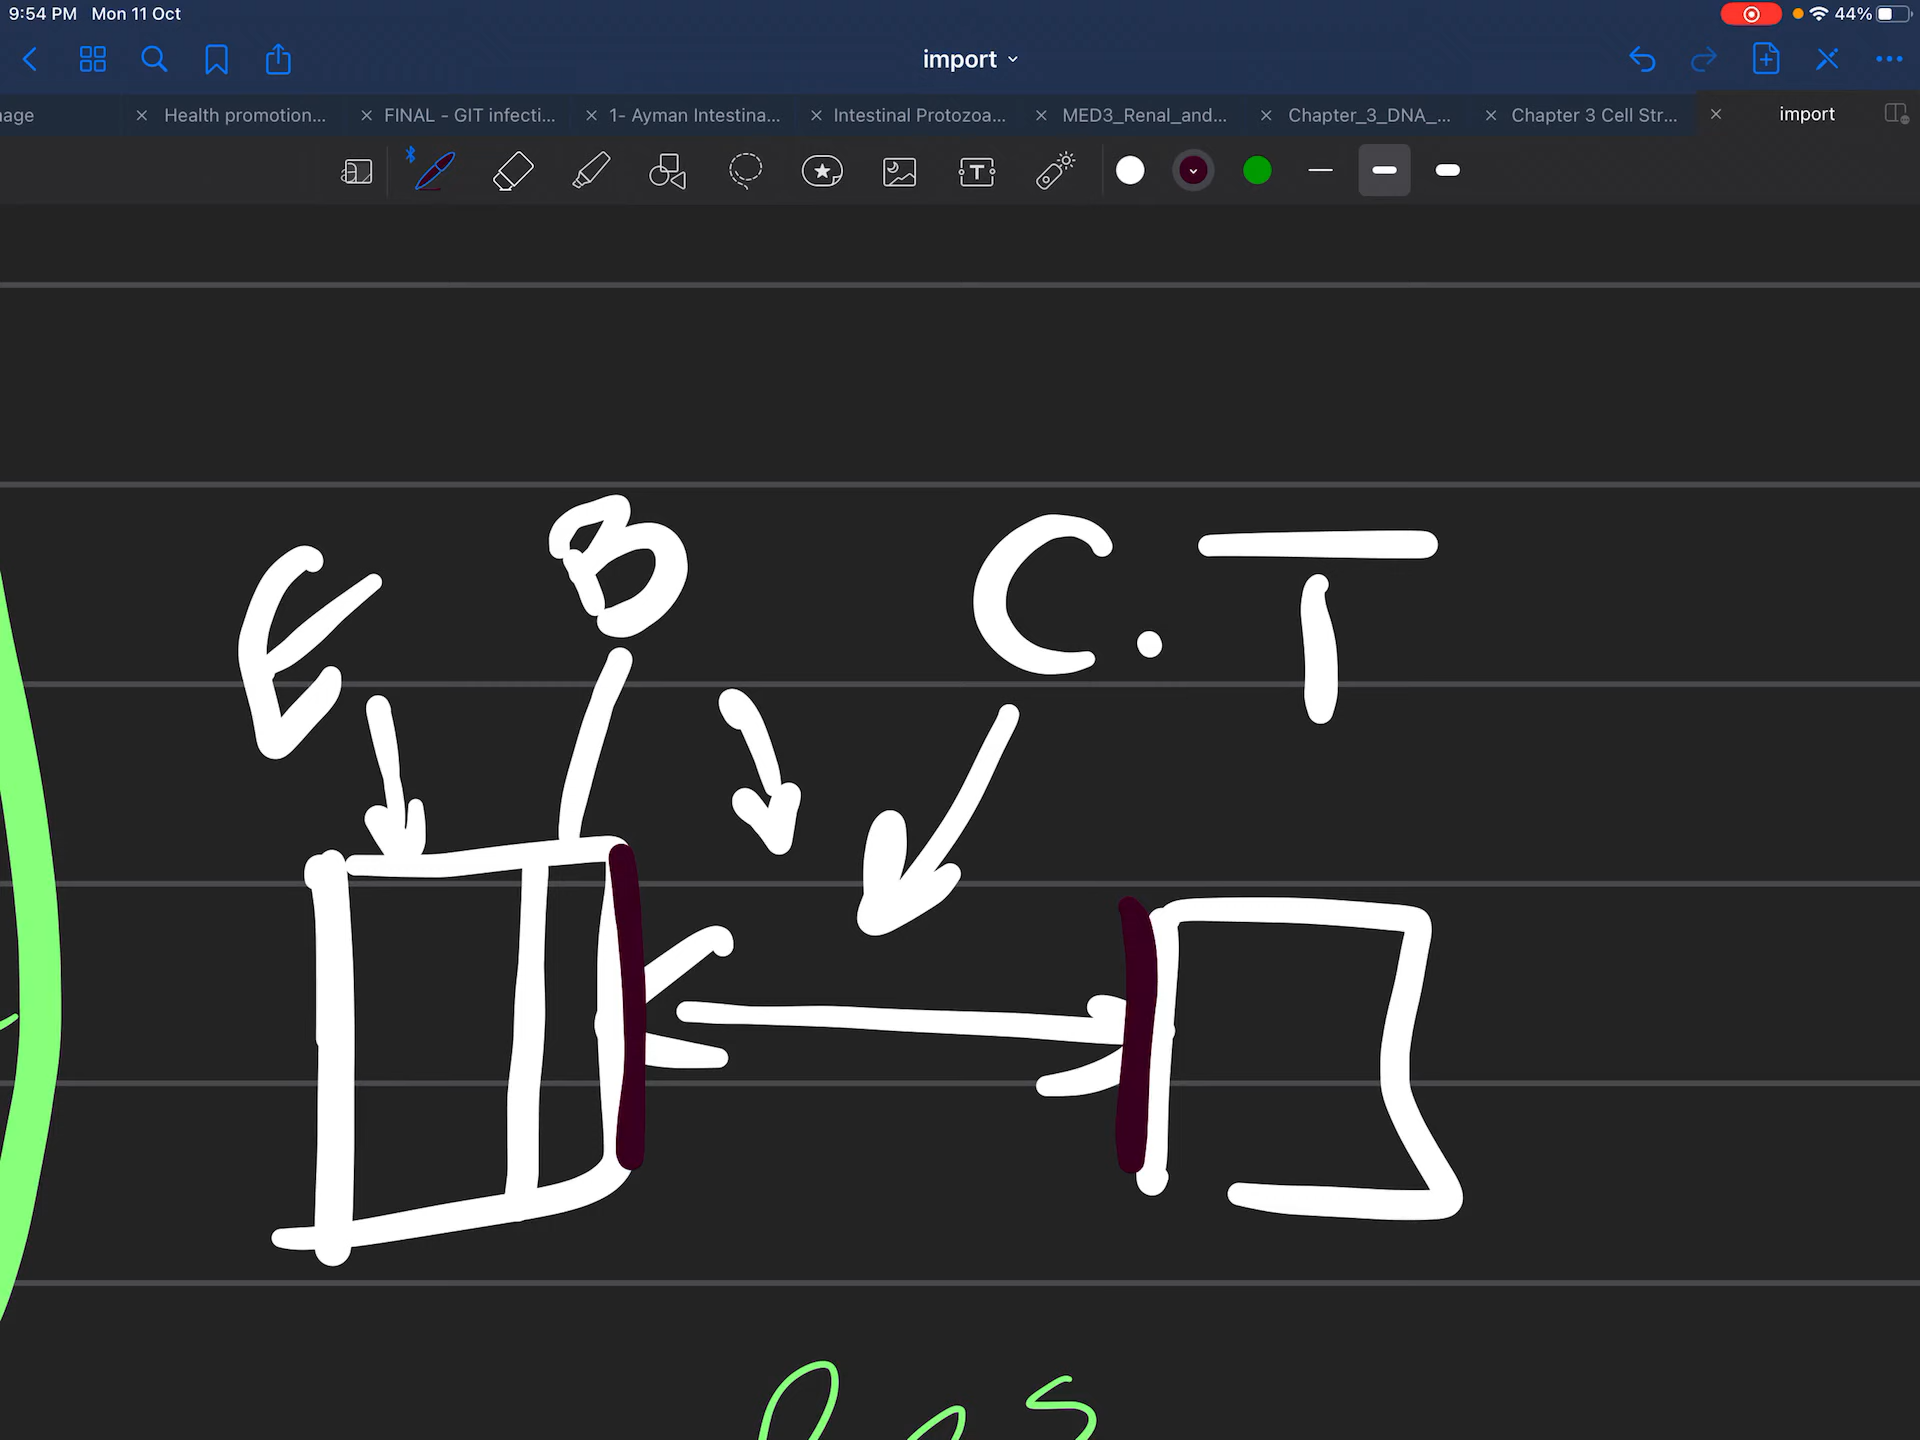 9:54 PM Mon 11 Oct
44%
import
age
Health promotion...
FINAL - GIT infecti...
1- Ayman Intestina...
Intestinal Protozoa...
MED3_Renal_and...
Chapter_3_DNA_...
Chapter 3 Cell Str...
import
E B C.T